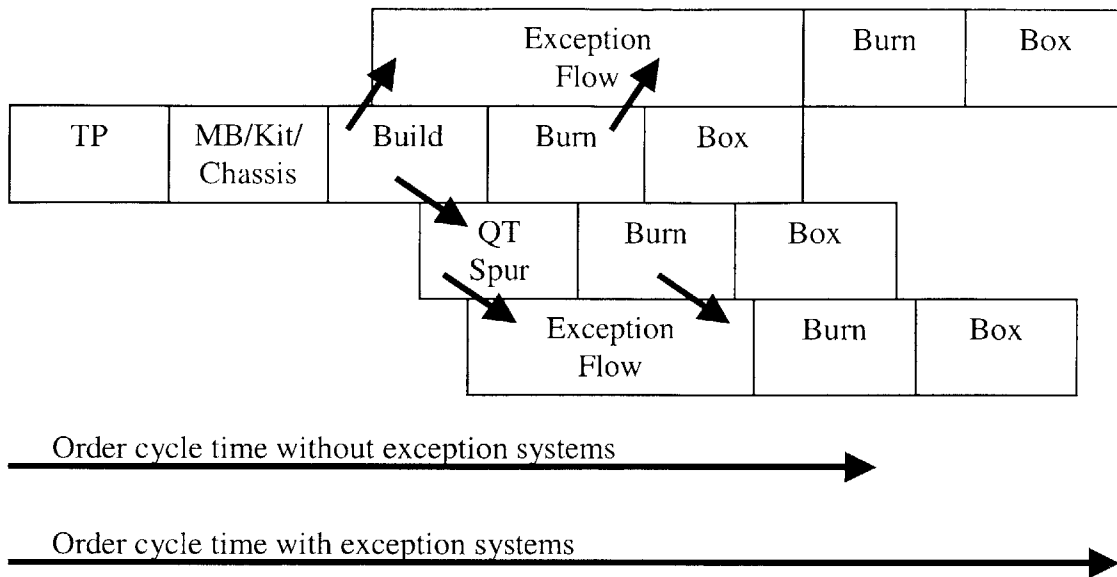 Exception
Flow
Burn
Box
TP
MB/Kit/
Chassis
Build
Burn
Box
QT
Spur
Burn
Box
Exception
Flow
Burn
Box
Order cycle time without exception systems
Order cycle time with exception systems